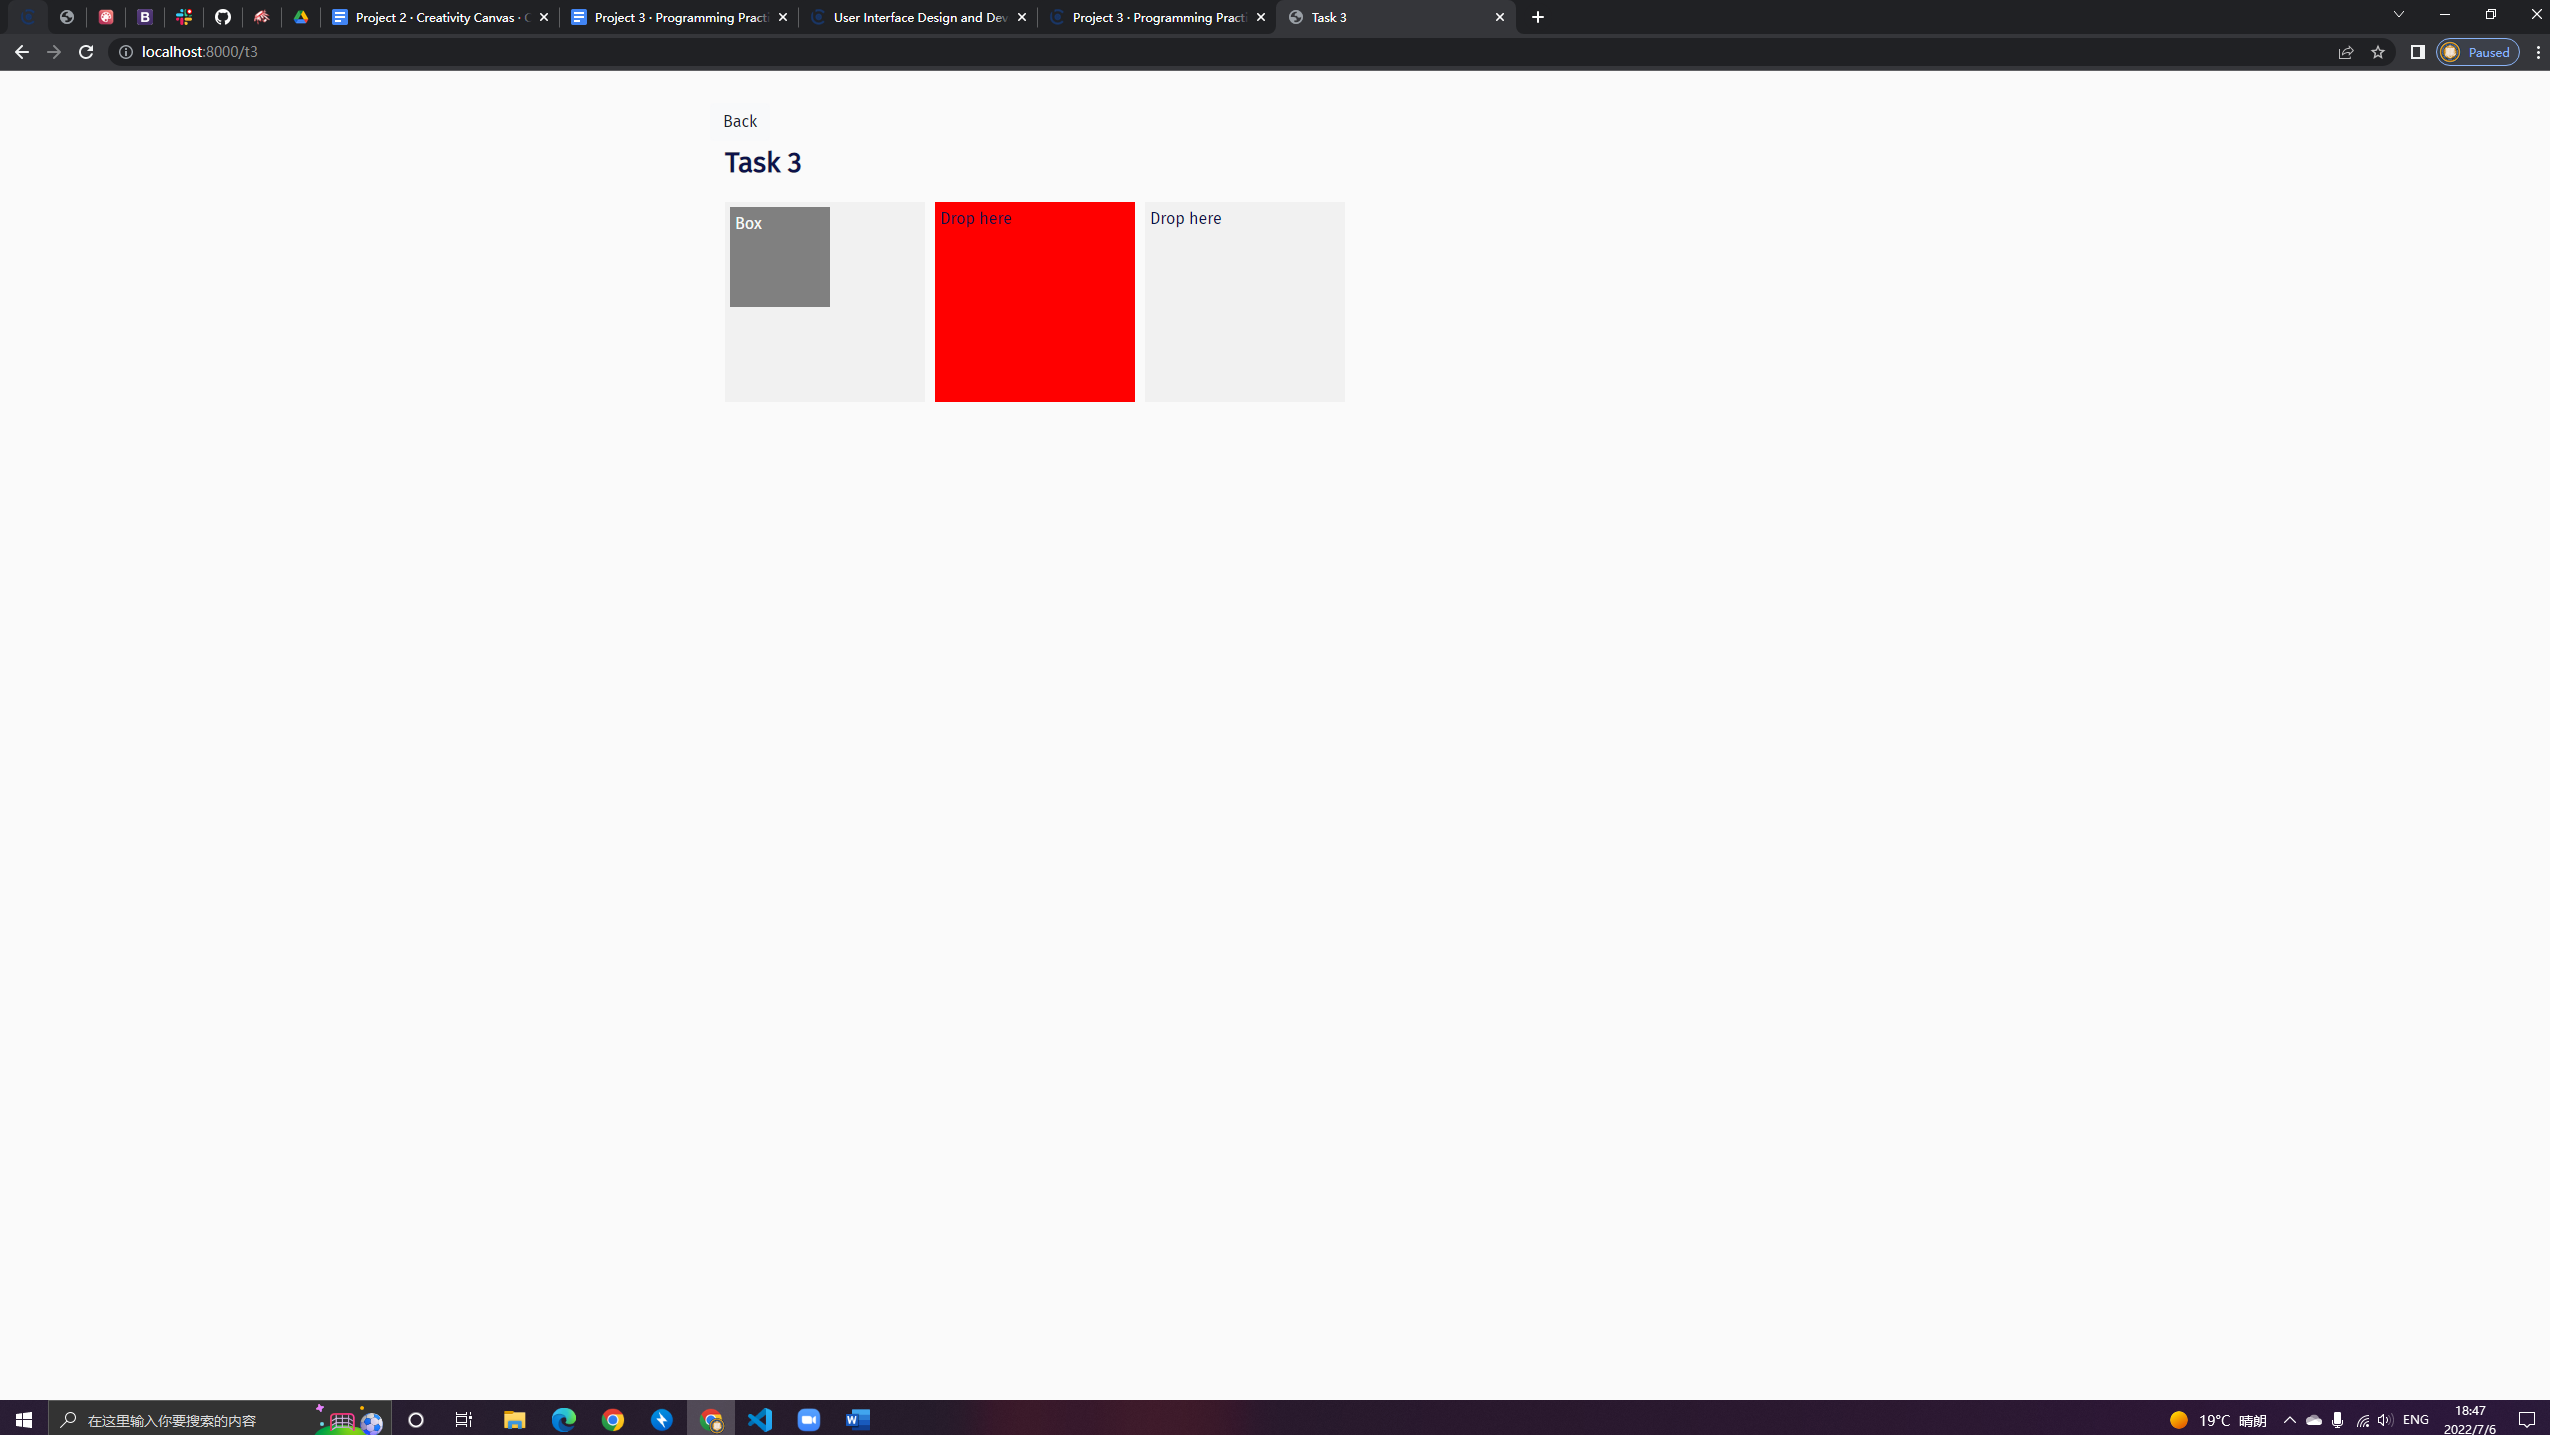 Project 2 · Creativity Canvas ·
Project 3 · Programming Practi
User Interface Design and Dev
Project 3 · Programming Practi
Task 3
localhost:8000/t3
Paused
Back
Task 3
Box
Drop here
Drop here
在这里输入你要搜索的内容
19°C 晴朗
ENG
18:47
2022/7/6